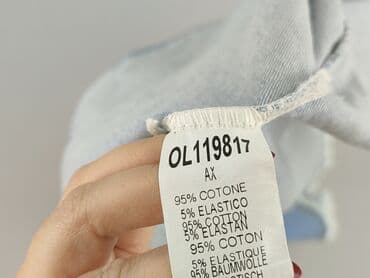 OL119817
AX
95% COTONE
5% ELASTICO
95% COTTON
5% ELASTAN
95% COTON
5% ELASTIQUE
95% BAUMWOLLE